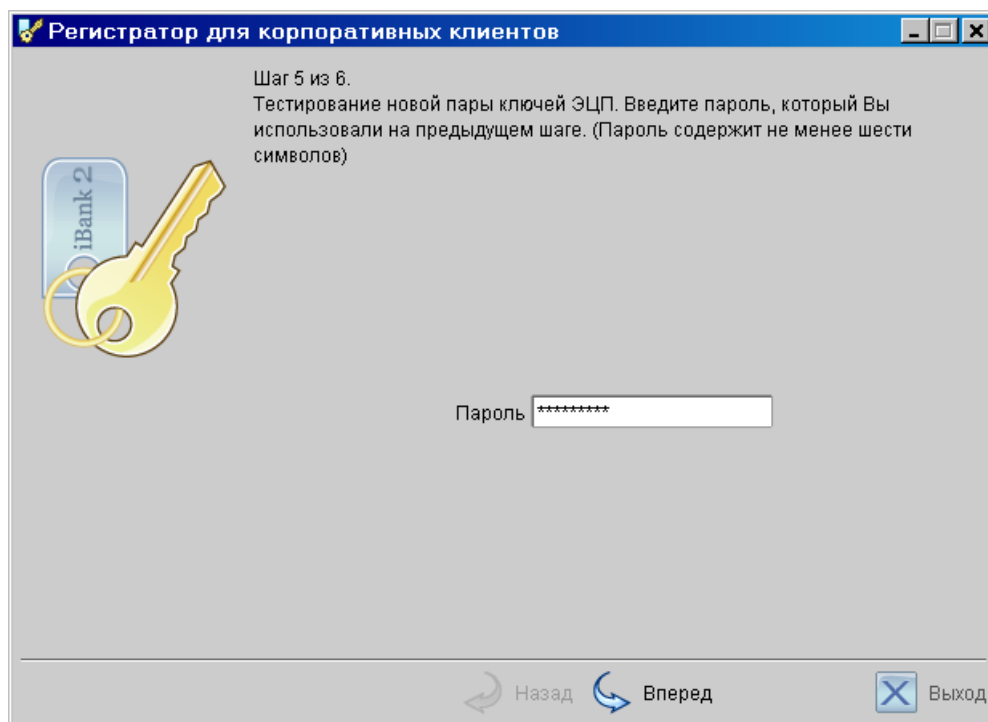 Регистратор для корпоративных клиентов
Шаг 5 из 6.
Тестирование новой пары ключей ЭЦП. Введите пароль, который Вы
использовали на предыдущем шаге. (Пароль содержит не менее шести
символов)
iBank 2
Пароль *********
Назад Вперед Выход